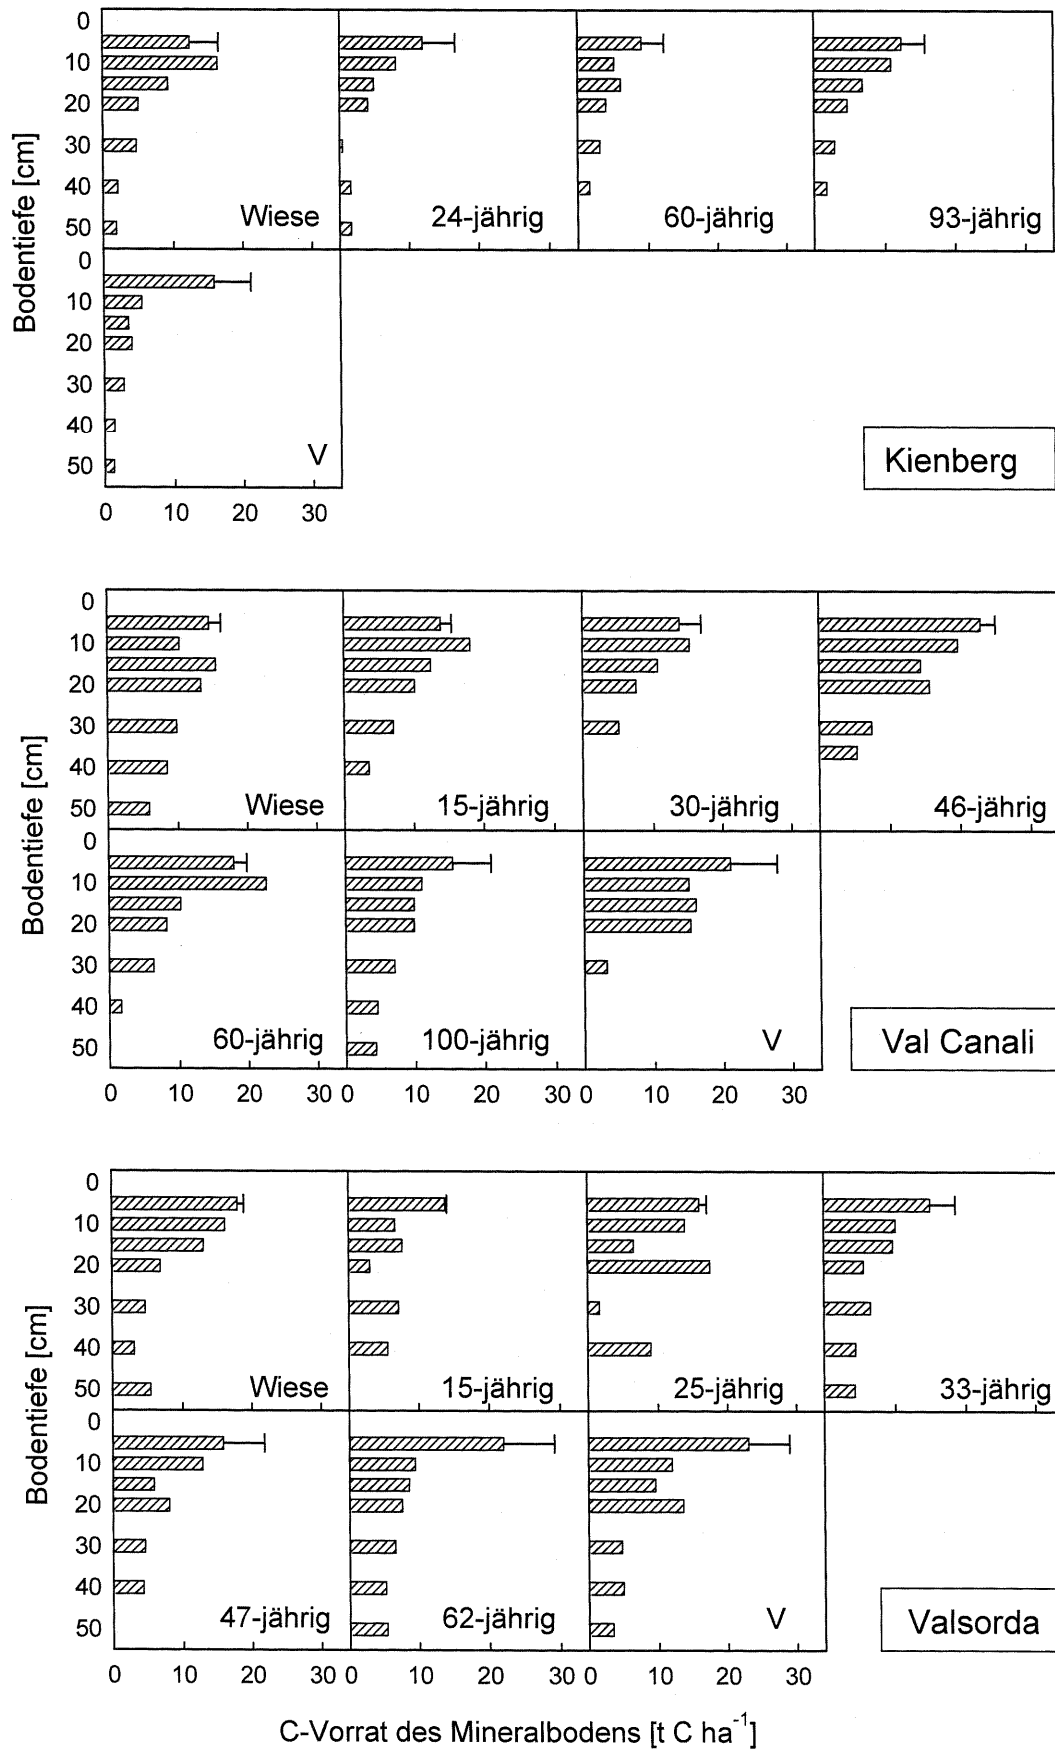 Bodentiefe [cm]
0
10
20
30
40
50
Wiese
24-jährig
60-jährig
93-jährig
0
10
20
30
40
50
V
0 10 20 30
Kienberg
Bodentiefe [cm]
0
10
20
30
40
50
Wiese
15-jährig
30-jährig
46-jährig
Bodentiefe [cm]
0
10
20
30
40
50
60-jährig
100-jährig
V
0 10 20 30 0 10 20 30 0 10 20 30
Val Canali
Bodentiefe [cm]
0
10
20
30
40
50
Wiese
15-jährig
25-jährig
33-jährig
0
10
20
30
40
50
47-jährig
62-jährig
V
0 10 20 30 0 10 20 30 0 10 20 30
Valsorda
C-Vorrat des Mineralbodens [t C ha⁻¹]